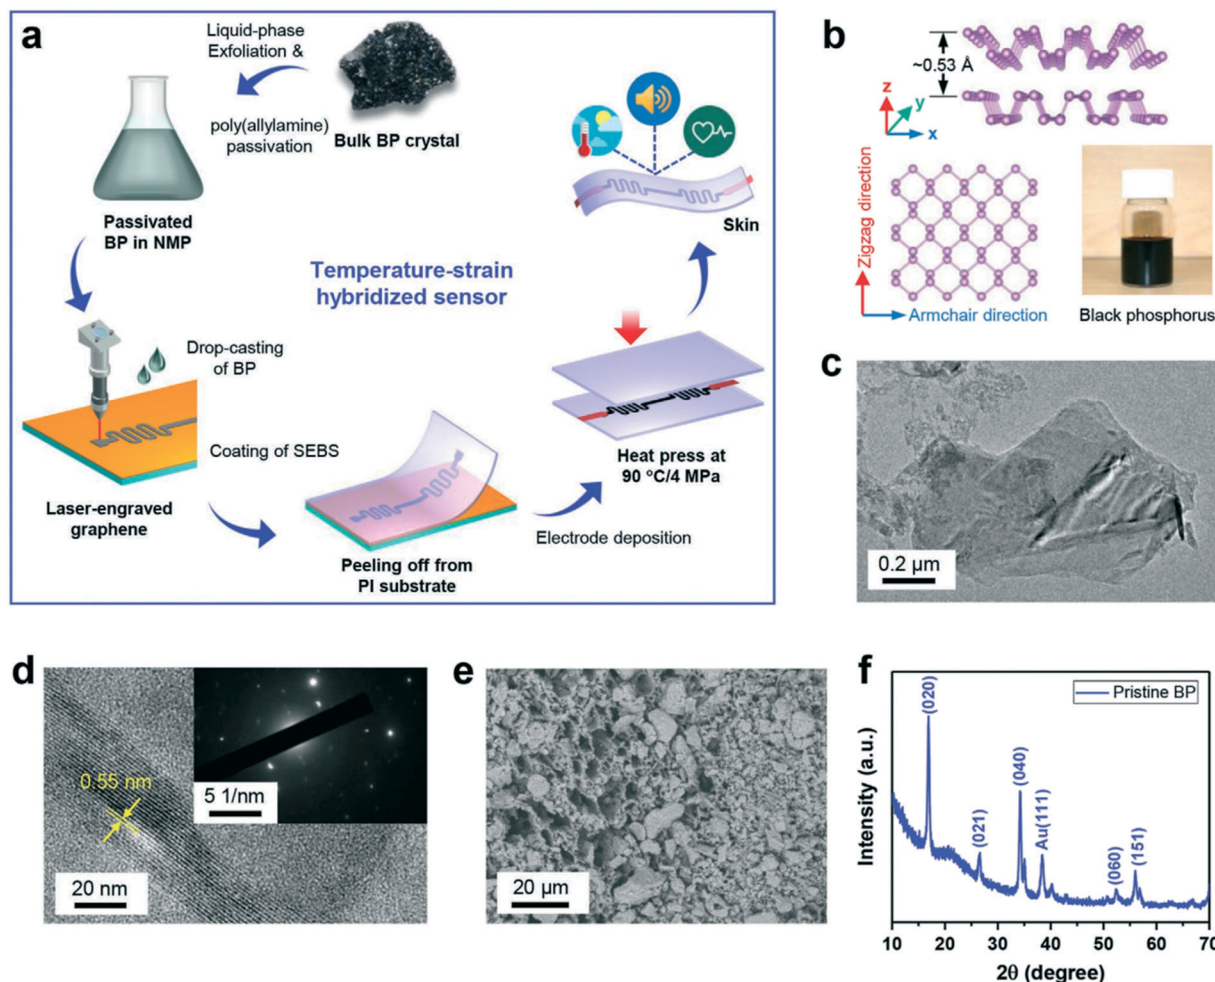 a
Liquid-phase
Exfoliation &
poly(allylamine)
passivation
Bulk BP crystal
Passivated
BP in NMP
Skin
Temperature-strain
hybridized sensor
Drop-casting
of BP
Coating of SEBS
Laser-engraved
graphene
Peeling off from
PI substrate
Electrode deposition
Heat press at
90 °C/4 MPa
b
~0.53 Å
z
y
x
Zigzag direction
Armchair direction
Black phosphorus
c
0.2 µm
d
0.55 nm
20 nm
5 1/nm
e
20 µm
f
Pristine BP
(020)
(021)
(040)
Au(111)
(060)
(151)
Intensity (a.u.)
10 20 30 40 50 60 70
2θ (degree)